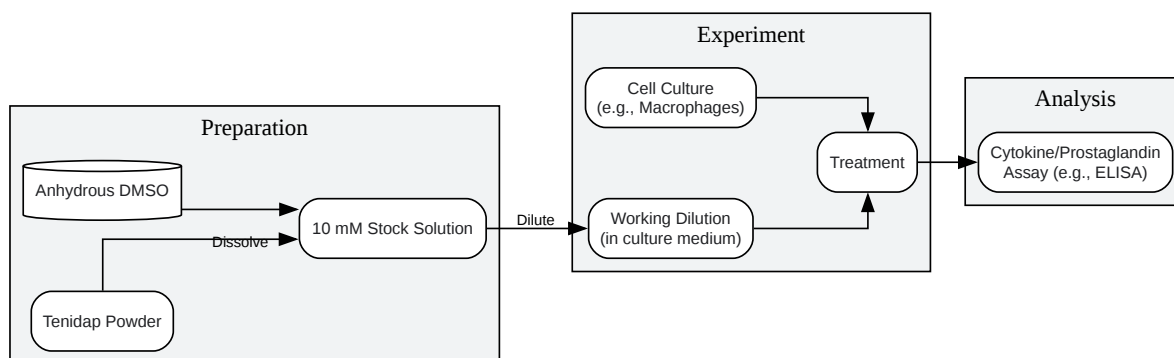 Preparation
Anhydrous DMSO
Dissolve
Tenidap Powder
10 mM Stock Solution
Dilute
Experiment
Cell Culture
(e.g., Macrophages)
Working Dilution
(in culture medium)
Treatment
Analysis
Cytokine/Prostaglandin
Assay (e.g., ELISA)